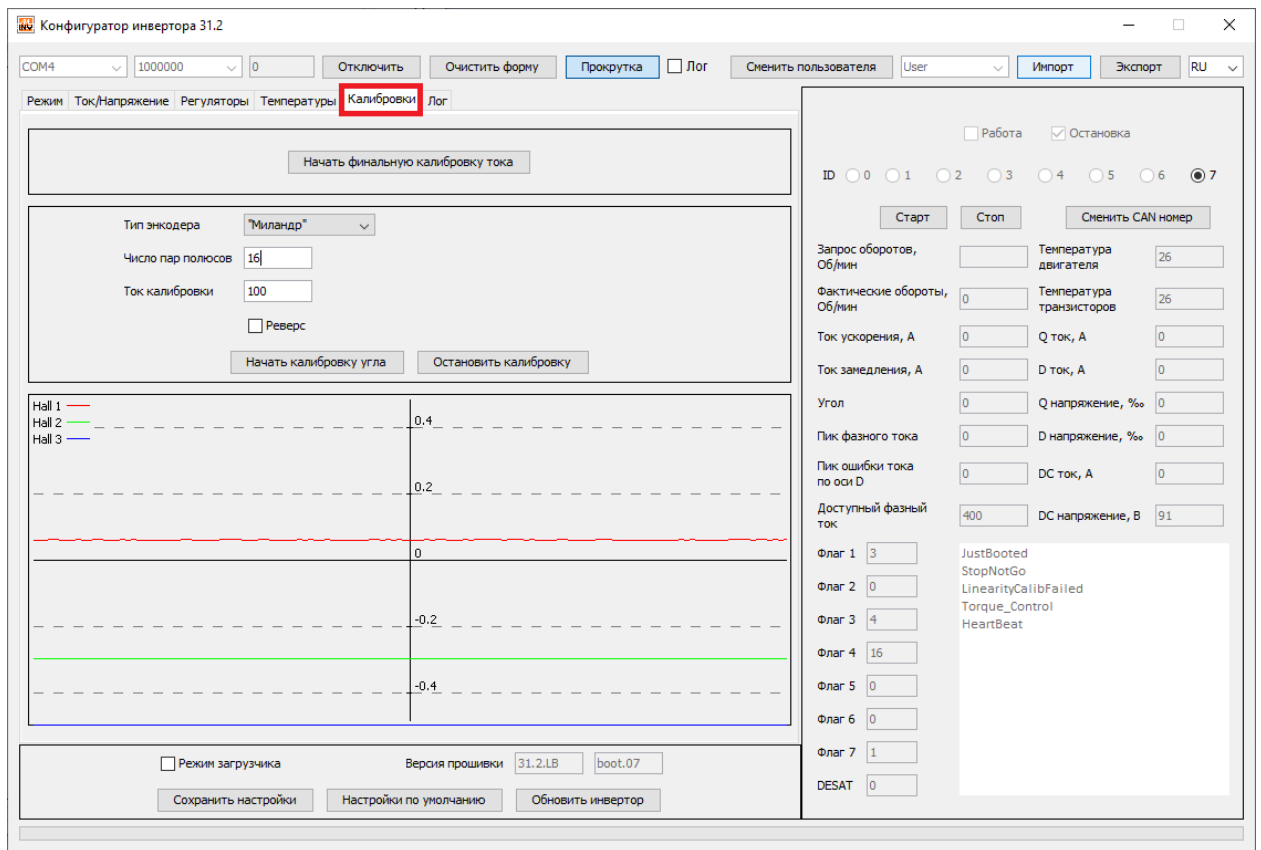 Конфигуратор инвертора 31.2
COM4 1000000 0 Отключить Очистить форму Прокрутка Лог Сменить пользователя User Импорт Экспорт RU
Режим Ток/Напряжение Регуляторы Температуры Калибровки Лог
Начать финальную калибровку тока
Тип энкодера "Миландр"
Число пар полюсов 16
Ток калибровки 100
Реверс
Начать калибровку угла Остановить калибровку
Hall 1
Hall 2
Hall 3
0.4
0.2
0
-0.2
-0.4
Режим загрузчика Версия прошивки 31.2.LB boot.07
Сохранить настройки Настройки по умолчанию Обновить инвертор
Работа Остановка
ID 0 1 2 3 4 5 6 7
Старт Стоп Сменить CAN номер
Запрос оборотов,
Об/мин
Температура
двигателя
26
Фактические обороты,
Об/мин
0
Температура
транзисторов
26
Ток ускорения, А 0 Q ток, А 0
Ток замедления, А 0 D ток, А 0
Угол 0 Q напряжение, ‰ 0
Пик фазного тока 0 D напряжение, ‰ 0
Пик ошибки тока
по оси D
0 DC ток, А 0
Доступный фазный
ток
400 DC напряжение, В 91
Флаг 1 3
Флаг 2 0
Флаг 3 4
Флаг 4 16
Флаг 5 0
Флаг 6 0
Флаг 7 1
DESAT 0
JustBooted
StopNotGo
LinearityCalibFailed
Torque_Control
HeartBeat